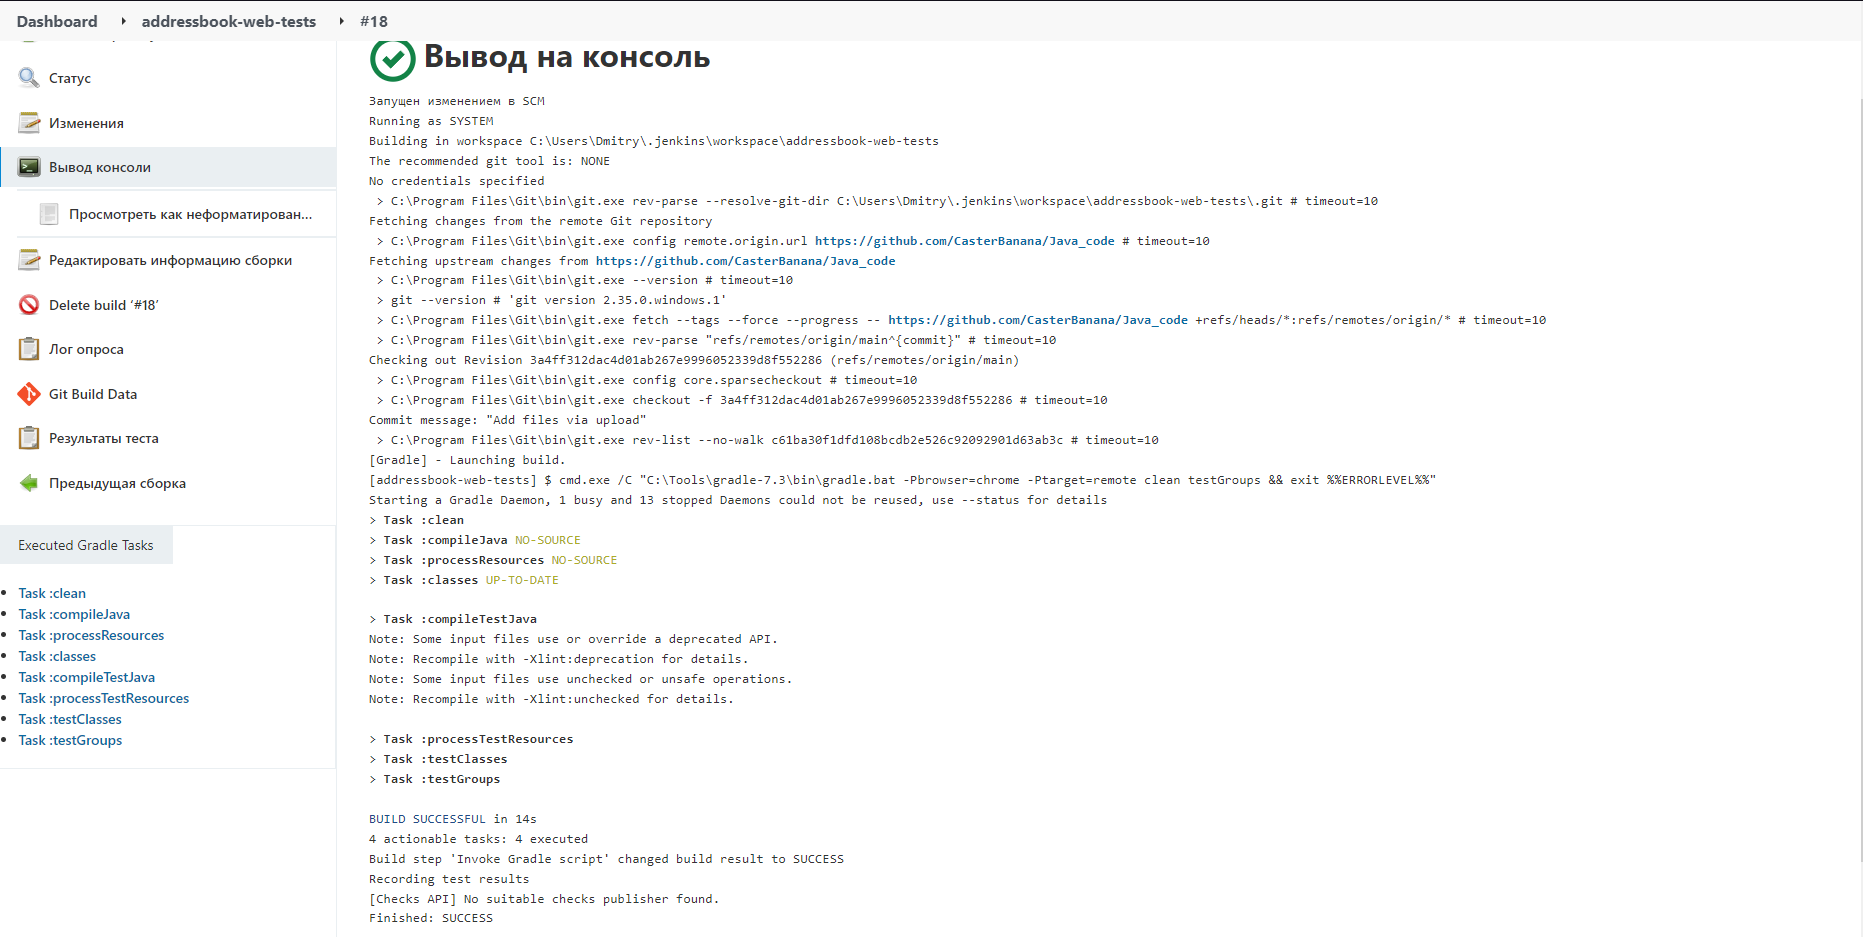 Dashboard
addressbook-web-tests
#18
Статус
Изменения
Вывод консоли
Просмотреть как неформатирован...
Редактировать информацию сборки
Delete build ‘#18’
Лог опроса
Git Build Data
Результаты теста
Предыдущая сборка
Executed Gradle Tasks
Task :clean
Task :compileJava
Task :processResources
Task :classes
Task :compileTestJava
Task :processTestResources
Task :testClasses
Task :testGroups
Вывод на консоль
Запущен изменением в SCM
Running as SYSTEM
Building in workspace C:\Users\Dmitry\.jenkins\workspace\addressbook-web-tests
The recommended git tool is: NONE
No credentials specified
> C:\Program Files\Git\bin\git.exe rev-parse --resolve-git-dir C:\Users\Dmitry\.jenkins\workspace\addressbook-web-tests\.git # timeout=10
Fetching changes from the remote Git repository
> C:\Program Files\Git\bin\git.exe config remote.origin.url https://github.com/CasterBanana/Java_code # timeout=10
Fetching upstream changes from https://github.com/CasterBanana/Java_code
> C:\Program Files\Git\bin\git.exe --version # timeout=10
> git --version # 'git version 2.35.0.windows.1'
> C:\Program Files\Git\bin\git.exe fetch --tags --force --progress -- https://github.com/CasterBanana/Java_code +refs/heads/*:refs/remotes/origin/* # timeout=10
> C:\Program Files\Git\bin\git.exe rev-parse "refs/remotes/origin/main^{commit}" # timeout=10
Checking out Revision 3a4ff312dac4d01ab267e9996052339d8f552286 (refs/remotes/origin/main)
> C:\Program Files\Git\bin\git.exe config core.sparsecheckout # timeout=10
> C:\Program Files\Git\bin\git.exe checkout -f 3a4ff312dac4d01ab267e9996052339d8f552286 # timeout=10
Commit message: "Add files via upload"
> C:\Program Files\Git\bin\git.exe rev-list --no-walk c61ba30f1dfd108bcdb2e526c92092901d63ab3c # timeout=10
[Gradle] - Launching build.
[addressbook-web-tests] $ cmd.exe /C "C:\Tools\gradle-7.3\bin\gradle.bat -Pbrowser=chrome -Ptarget=remote clean testGroups && exit %%ERRORLEVEL%%"
Starting a Gradle Daemon, 1 busy and 13 stopped Daemons could not be reused, use --status for details
> Task :clean
> Task :compileJava NO-SOURCE
> Task :processResources NO-SOURCE
> Task :classes UP-TO-DATE
> Task :compileTestJava
Note: Some input files use or override a deprecated API.
Note: Recompile with -Xlint:deprecation for details.
Note: Some input files use unchecked or unsafe operations.
Note: Recompile with -Xlint:unchecked for details.
> Task :processTestResources
> Task :testClasses
> Task :testGroups
BUILD SUCCESSFUL in 14s
4 actionable tasks: 4 executed
Build step 'Invoke Gradle script' changed build result to SUCCESS
Recording test results
[Checks API] No suitable checks publisher found.
Finished: SUCCESS